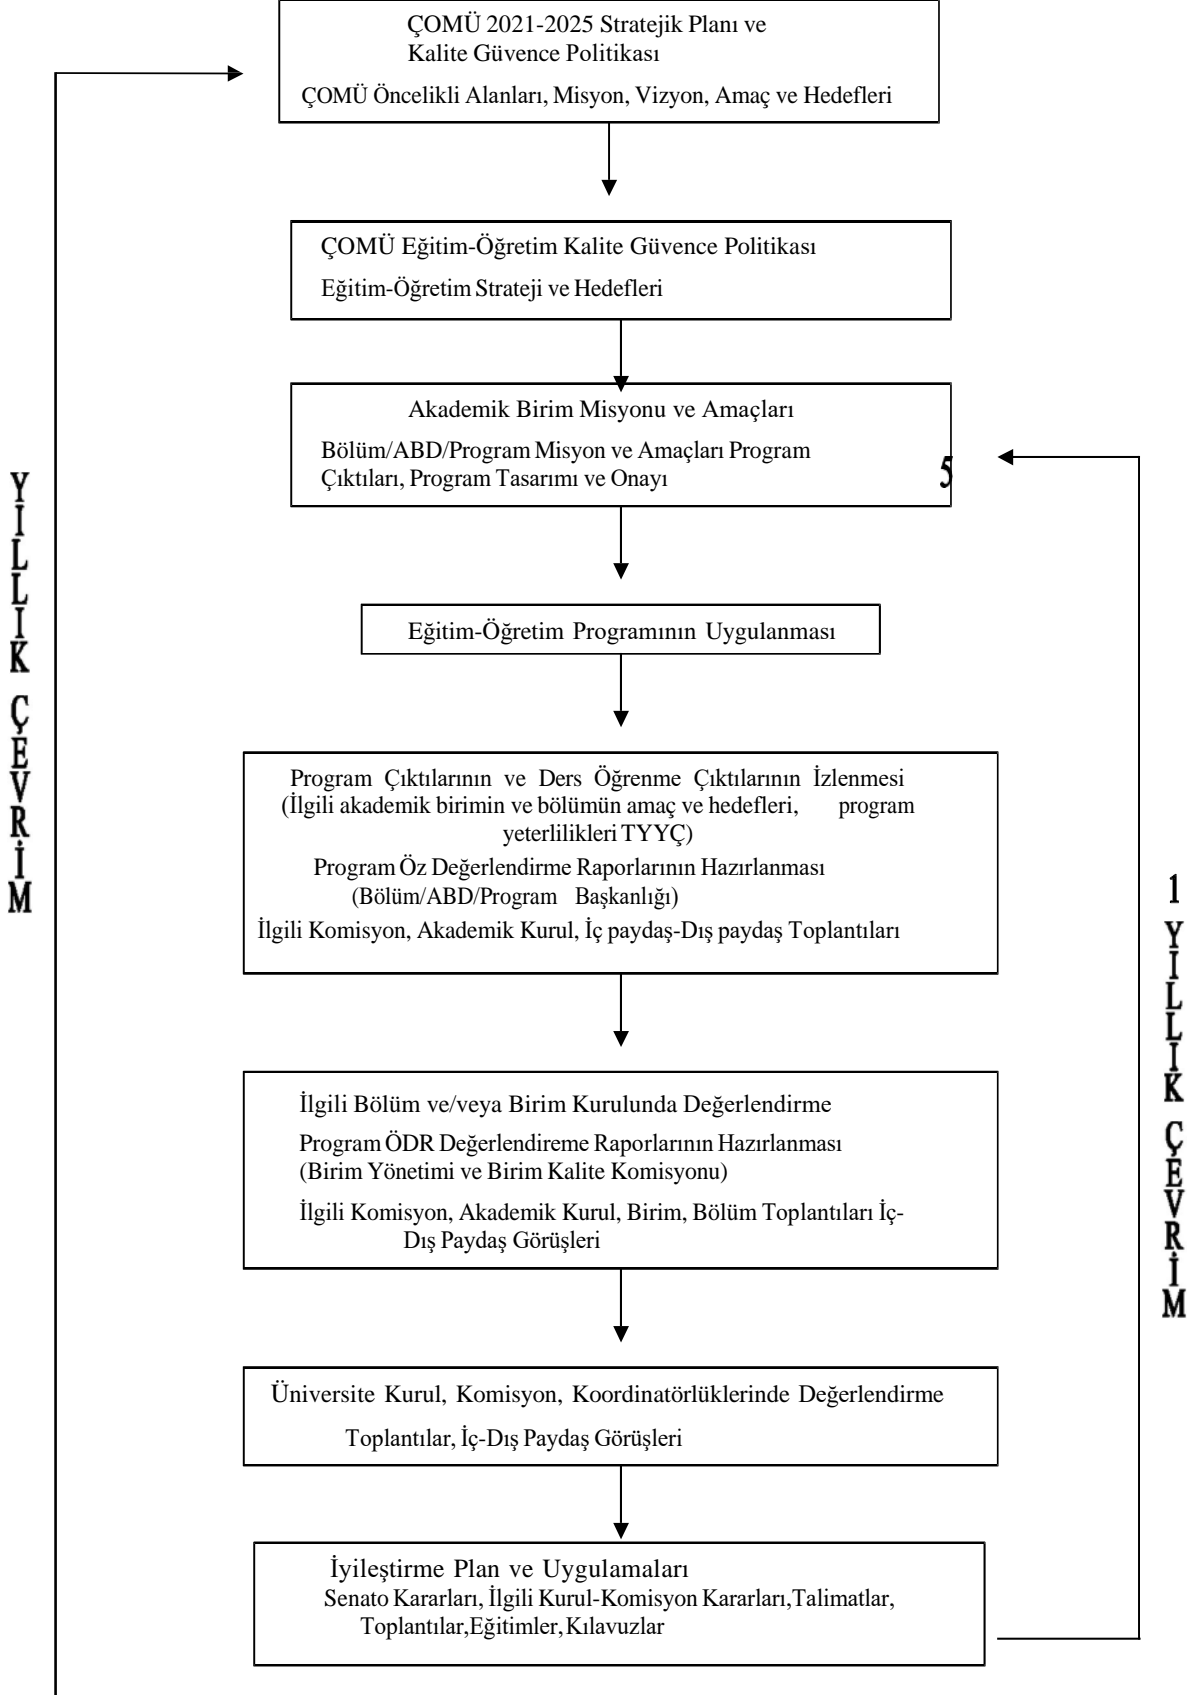 ÇOMÜ 2021-2025 Stratejik Planı ve
Kalite Güvence Politikası
ÇOMÜ Öncelikli Alanları, Misyon, Vizyon, Amaç ve Hedefleri
ÇOMÜ Eğitim-Öğretim Kalite Güvence Politikası
Eğitim-Öğretim Strateji ve Hedefleri
Akademik Birim Misyonu ve Amaçları
Bölüm/ABD/Program Misyon ve Amaçları Program
Çıktıları, Program Tasarımı ve Onayı
5
Eğitim-Öğretim Programının Uygulanması
Program Çıktılarının ve Ders Öğrenme Çıktılarının İzlenmesi
(İlgili akademik birimin ve bölümün amaç ve hedefleri, program
yeterlilikleri TYYÇ)
Program Öz Değerlendirme Raporlarının Hazırlanması
(Bölüm/ABD/Program Başkanlığı)
İlgili Komisyon, Akademik Kurul, İç paydaş-Dış paydaş Toplantıları
İlgili Bölüm ve/veya Birim Kurulunda Değerlendirme
Program ÖDR Değerlendireme Raporlarının Hazırlanması
(Birim Yönetimi ve Birim Kalite Komisyonu)
İlgili Komisyon, Akademik Kurul, Birim, Bölüm Toplantıları İç-
Dış Paydaş Görüşleri
Üniversite Kurul, Komisyon, Koordinatörlüklerinde Değerlendirme
Toplantılar, İç-Dış Paydaş Görüşleri
İyileştirme Plan ve Uygulamaları
Senato Kararları, İlgili Kurul-Komisyon Kararları,Talimatlar,
Toplantılar,Eğitimler,Kılavuzlar
YILLIK ÇEVRİM
1 YILLIK ÇEVRİM